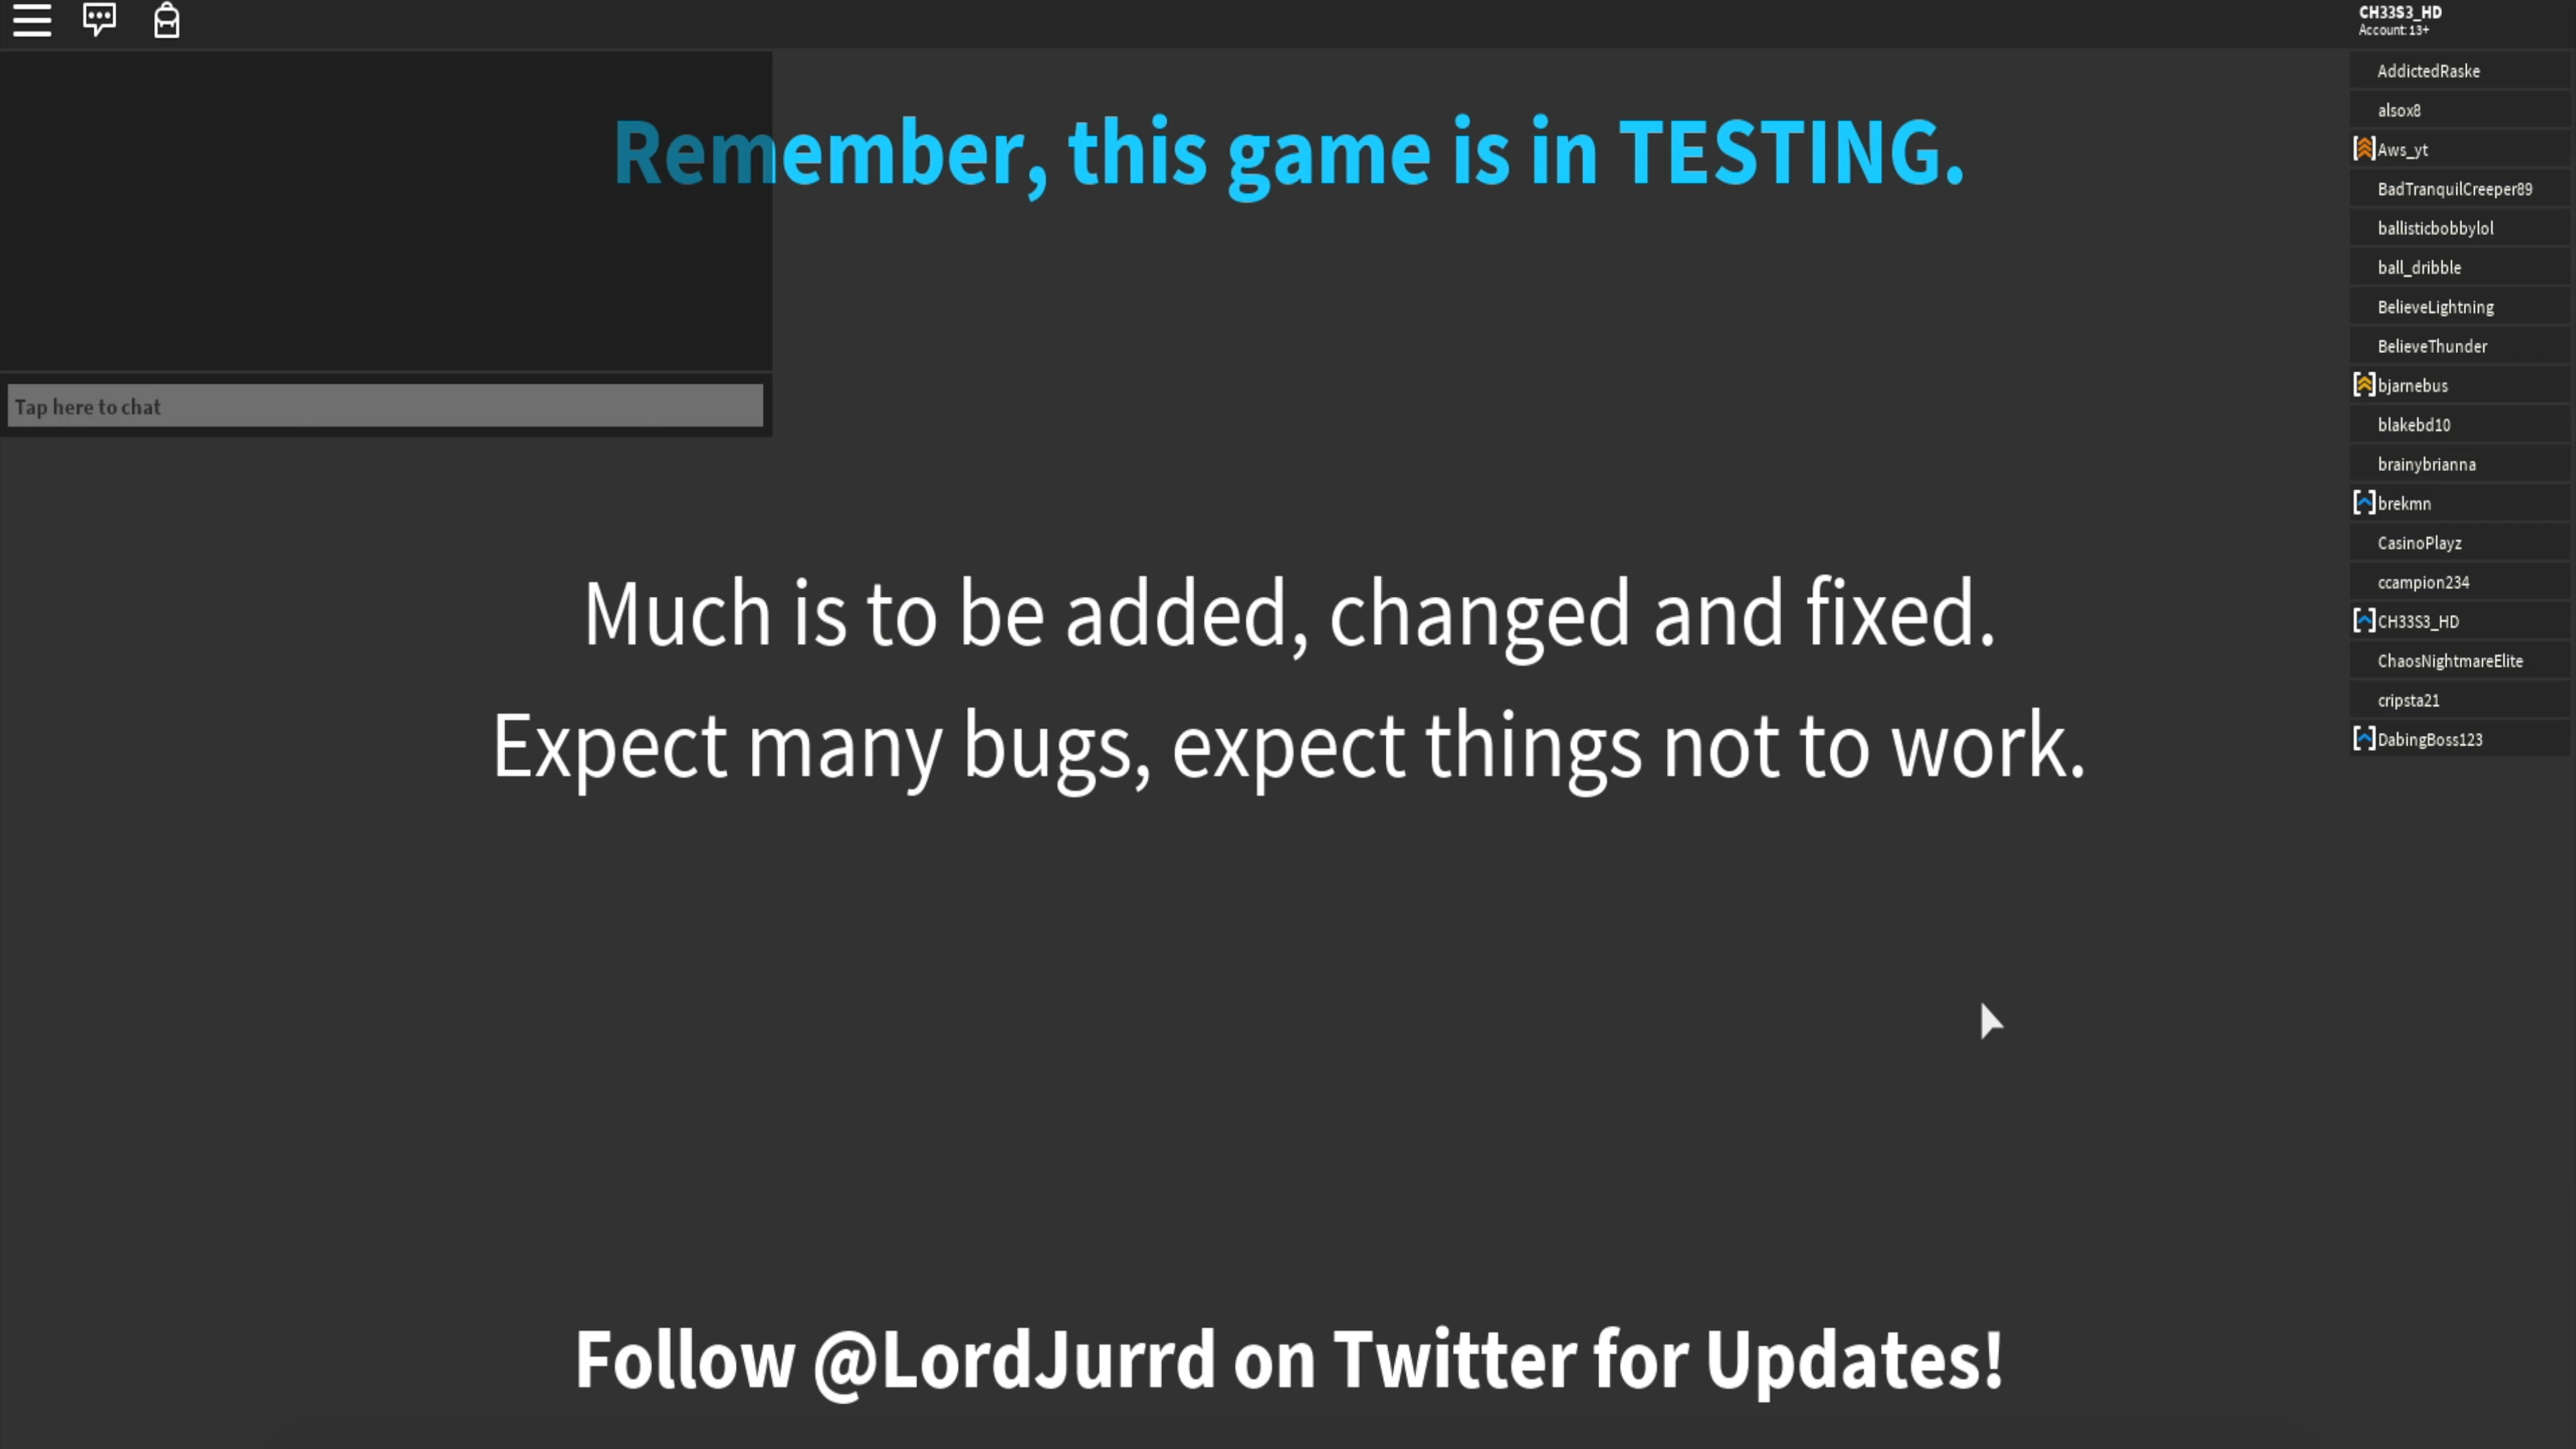 CH33S3_HD
Account: 13+
Remember, this game is in TESTING.
Tap here to chat
Much is to be added, changed and fixed.
Expect many bugs, expect things not to work.
Follow @LordJurrd on Twitter for Updates!
AddictedRaske
alsox8
Aws_yt
BadTranquilCreeper89
ballisticbobbylol
ball_dribble
BelieveLightning
BelieveThunder
bjarnebus
blakebd10
brainybrianna
brekmn
CasinoPlayz
ccampion234
CH33S3_HD
ChaosNightmareElite
cripsta21
DabingBoss123